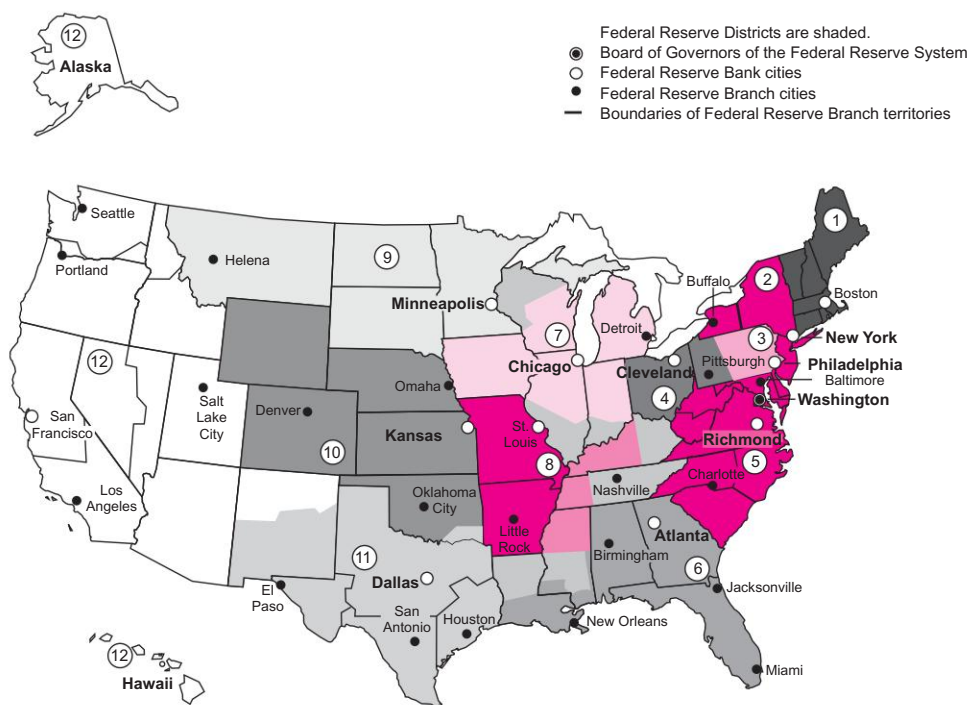 Federal Reserve Districts are shaded.
Board of Governors of the Federal Reserve System
Federal Reserve Bank cities
Federal Reserve Branch cities
Boundaries of Federal Reserve Branch territories
12
Alaska
1
Seattle
9
Helena
2
Buffalo
Portland
Minneapolis
Boston
7
Detroit
3
New York
12
Chicago
Cleveland
Pittsburgh
Philadelphia
Omaha
Baltimore
Salt
Lake
City
4
Washington
San
Francisco
Denver
Kansas
St.
Louis
Richmond
10
8
5
Los
Angeles
Oklahoma
City
Nashville
Charlotte
Little
Rock
Atlanta
11
Birmingham
6
Dallas
El
Paso
Jacksonville
San
Antonio
Houston
New Orleans
12
Hawaii
Miami